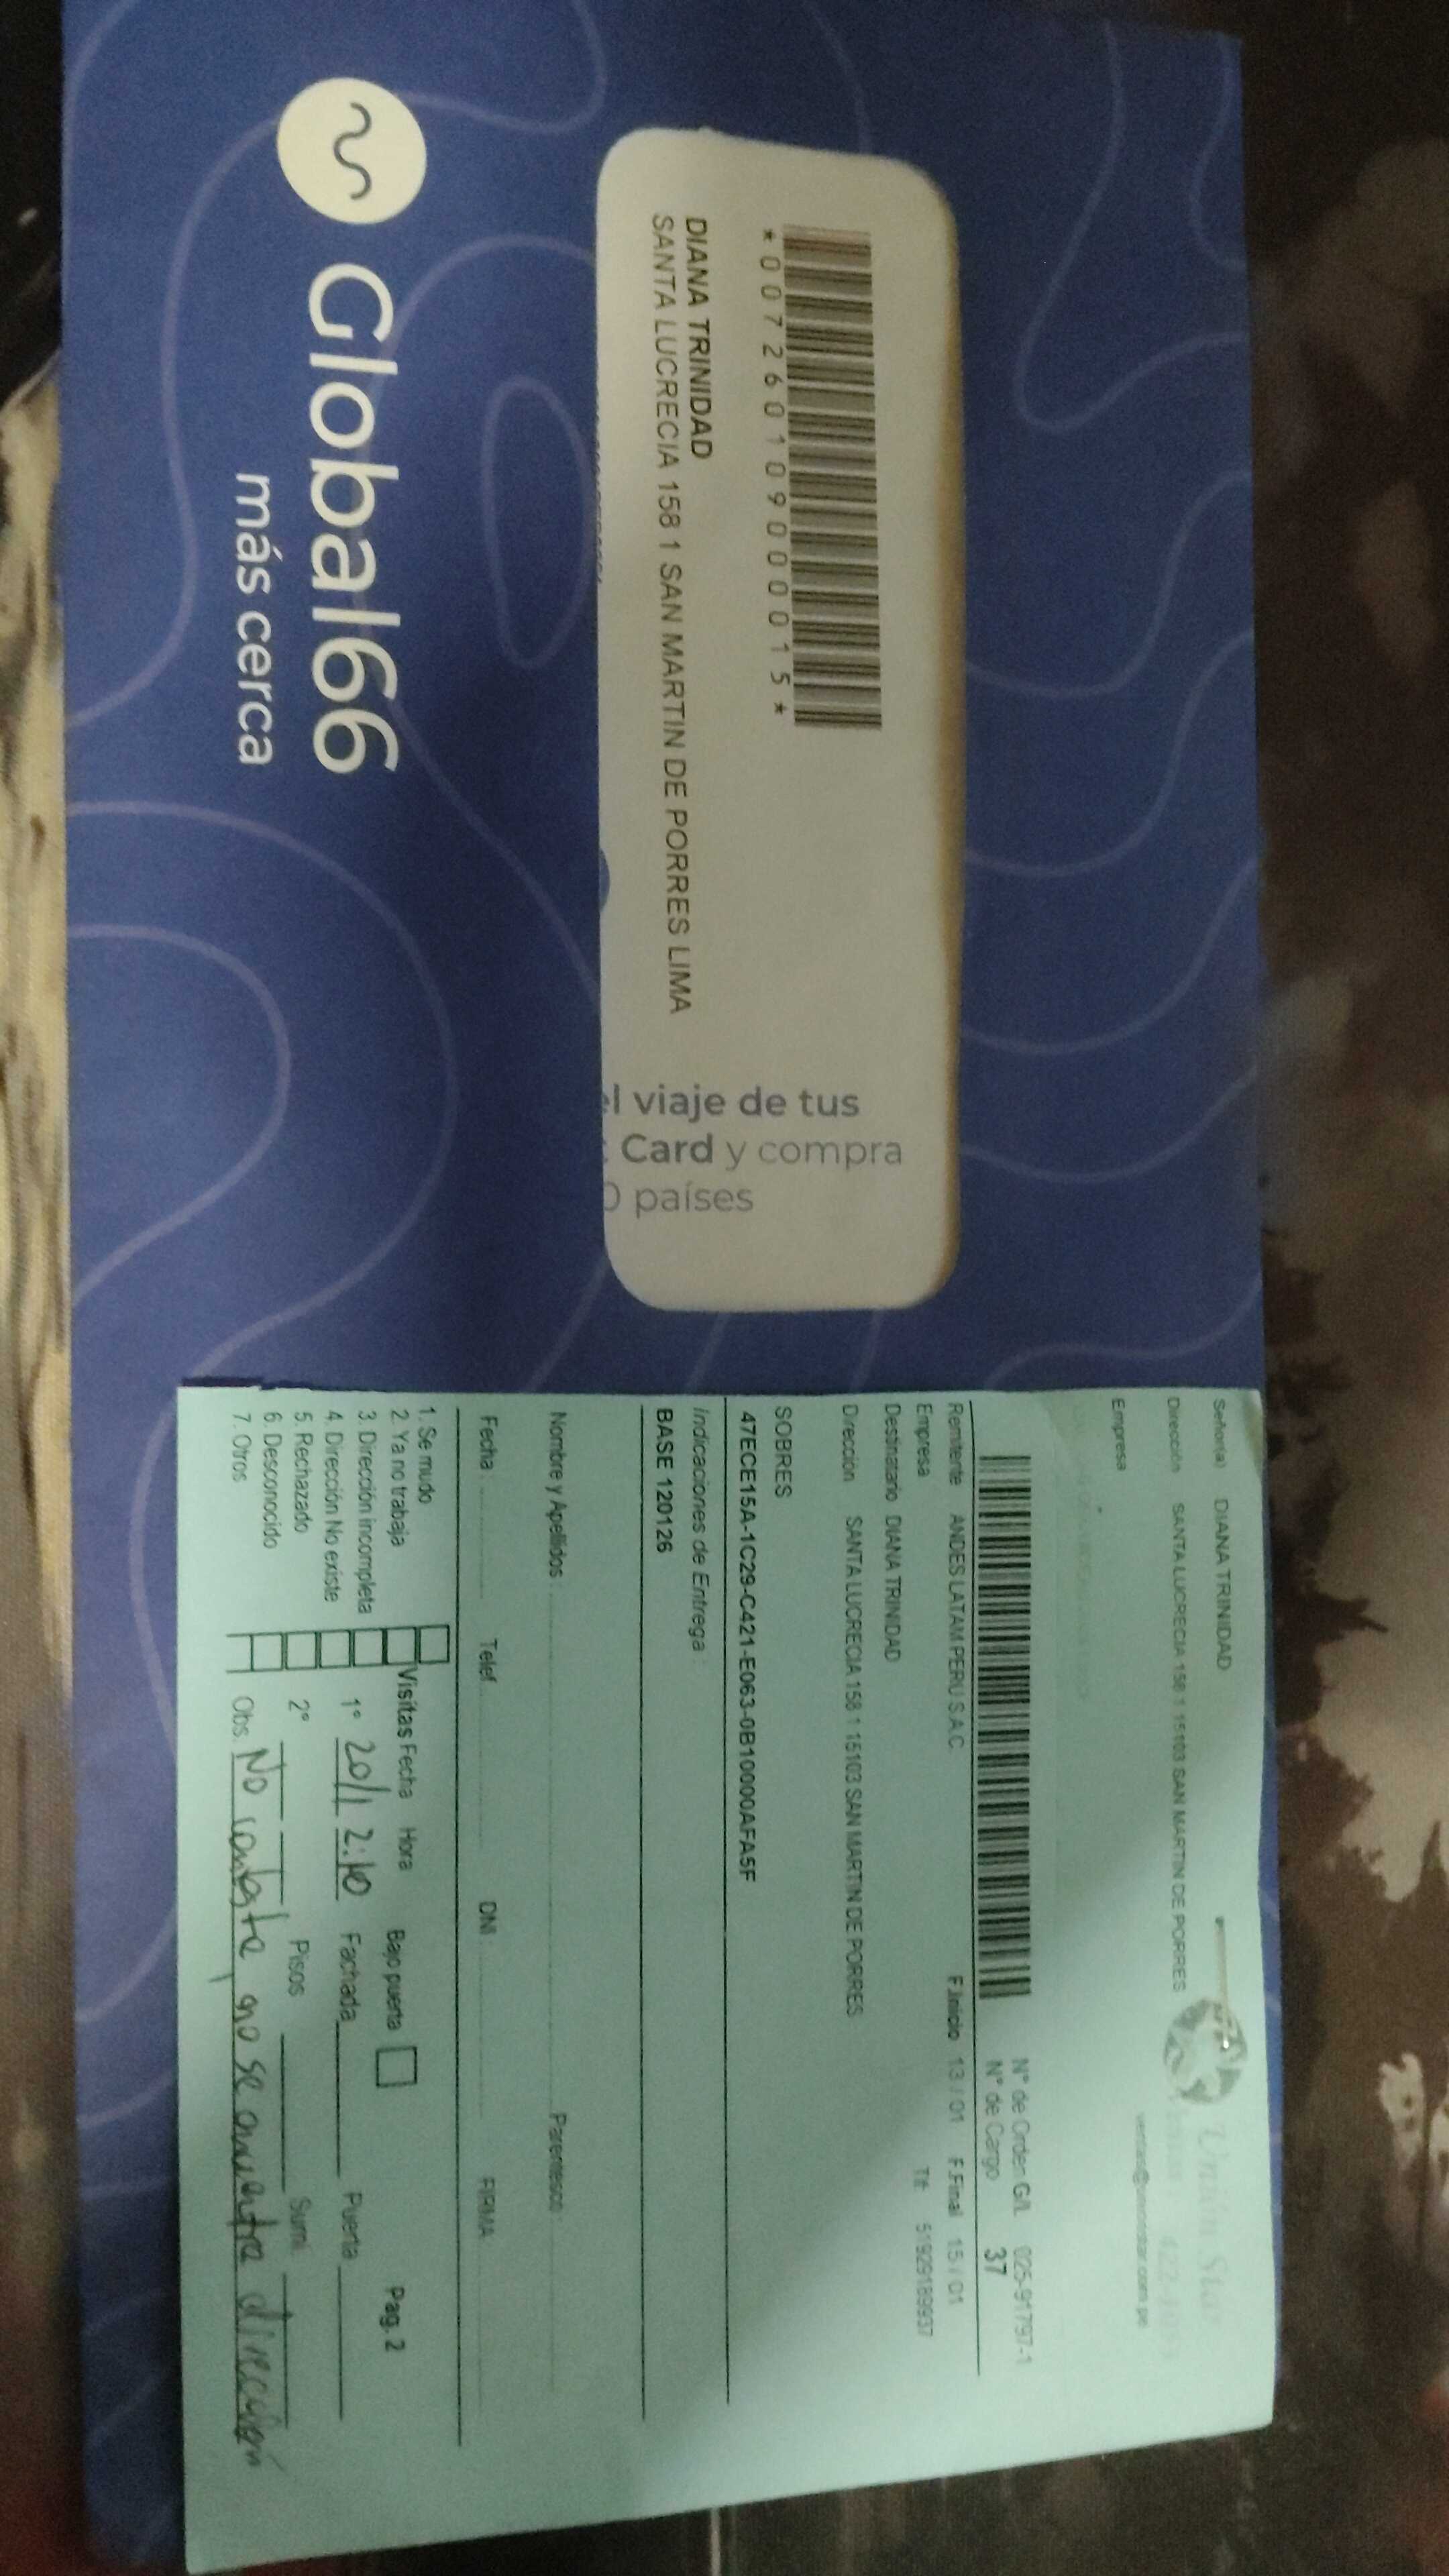 Global66
más cerca
*007260109000015*
DIANA TRINIDAD
SANTA LUCRECIA 158 1 SAN MARTIN DE PORRES LIMA
el viaje de tus
Card y compra
países
Señor(a) DIANA TRINIDAD
Dirección SANTA LUCRECIA 158 1 15103 SAN MARTIN DE PORRES
Empresa
Unión Star
N° de Orden G/L 025-91797-1
N° de Cargo 37
Remitente ANDES LATAM PERU S.A.C. F.Inicio 13 / 01 F.Final 15 / 01
Empresa Tlf 51929189937
Destinatario DIANA TRINIDAD
Dirección SANTA LUCRECIA 158 1 15103 SAN MARTIN DE PORRES
SOBRES
47ECE15A-1C29-C421-E063-0B10000AFA5F
Indicaciones de Entrega :
BASE 120126
Nombre y Apellidos : Parentesco :
Fecha : Telef. DNI : FIRMA:
1. Se mudo
2. Ya no trabaja
3. Dirección incompleta
4. Dirección No existe
5. Rechazado
6. Desconocido
7. Otros
Visitas Fecha Hora Bajo puerta Pag. 2
1° 20/1 2:10 Fachada Puerta
2° Pisos Sumi
Obs. No contesta, no se encuentra dirección